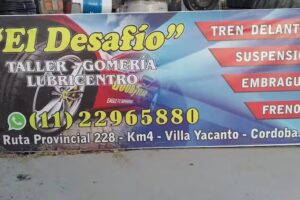 "El Desafío"
TALLER - GOMERÍA
LUBRICENTRO
(11) 22965880
Ruta Provincial 228 - Km4 - Villa Yacanto - Cordoba
TREN DELANT
SUSPENSIO
EMBRAGU
FRENO